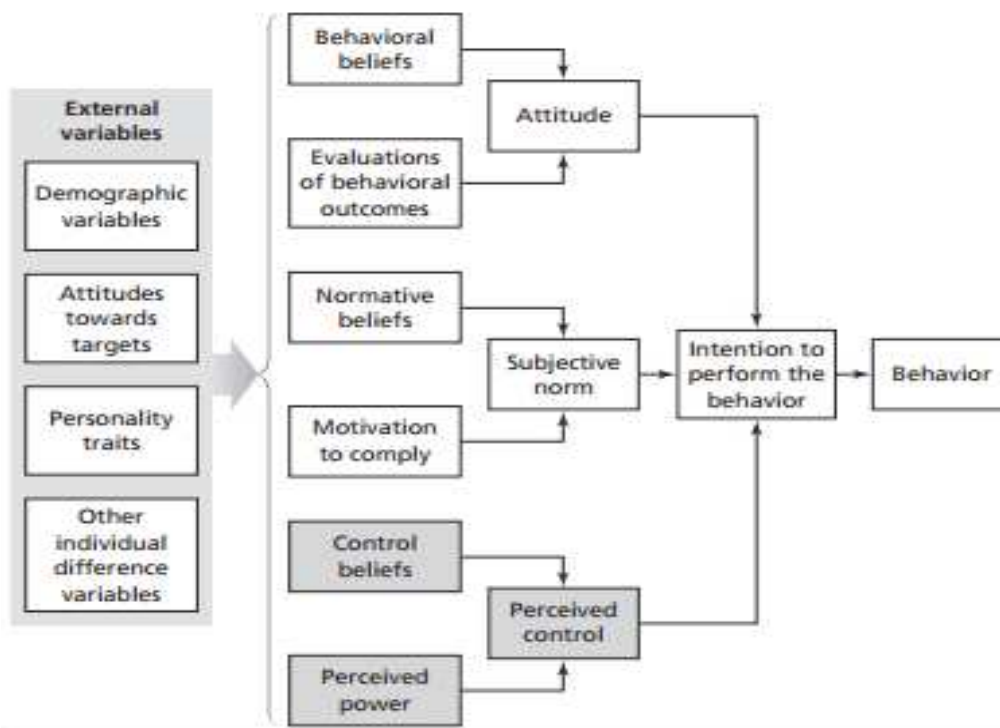 External
variables
Demographic
variables
Attitudes
towards
targets
Personality
traits
Other
individual
difference
variables
Behavioral
beliefs
Evaluations
of behavioral
outcomes
Normative
beliefs
Motivation
to comply
Control
beliefs
Perceived
power
Attitude
Subjective
norm
Perceived
control
Intention to
perform the
behavior
Behavior